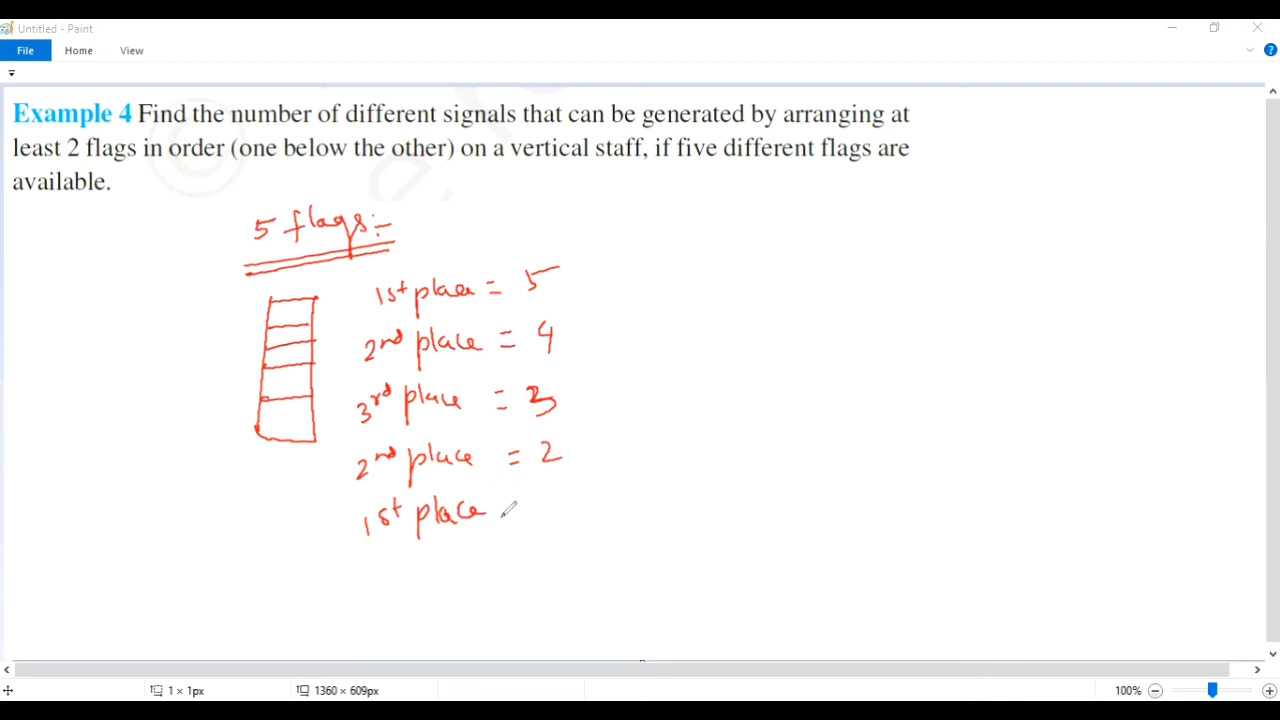 Untitled - Paint
File Home View
Example 4 Find the number of different signals that can be generated by arranging at
least 2 flags in order (one below the other) on a vertical staff, if five different flags are
available.
5 flags :-
1st place = 5
2nd place = 4
3rd place = 3
2nd place = 2
1st place
1 × 1px 1360 × 609px 100%